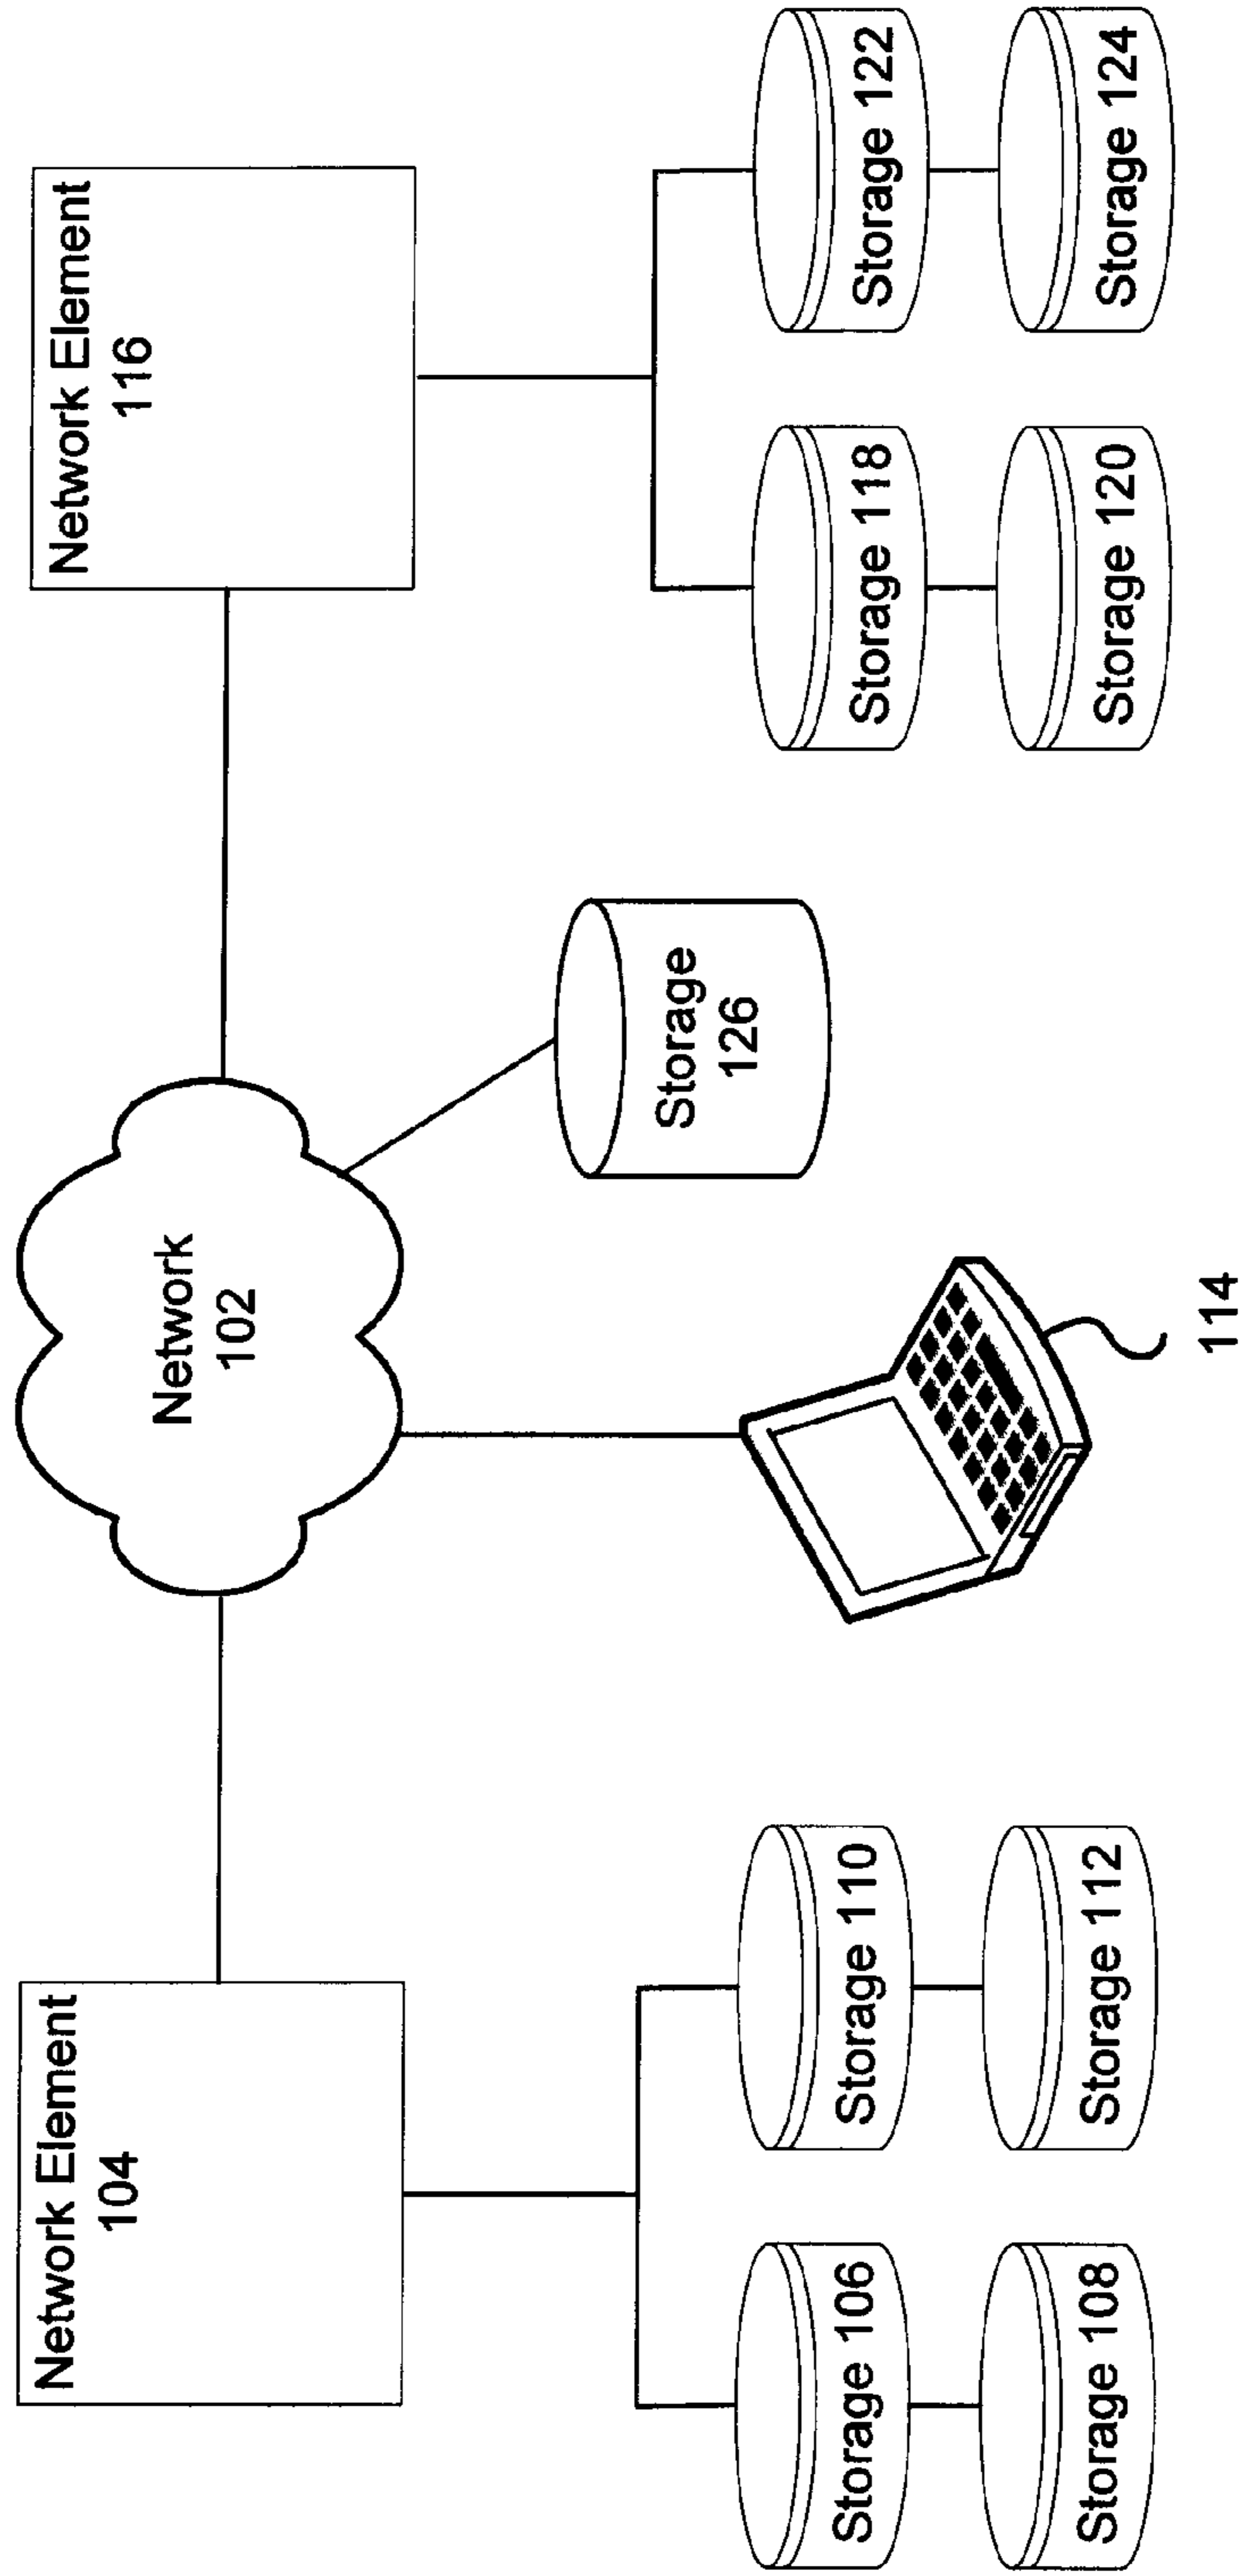 Network Element
104
Network
102
Network Element
116
Storage 106
Storage 110
Storage 108
Storage 112
114
Storage
126
Storage 118
Storage 122
Storage 120
Storage 124